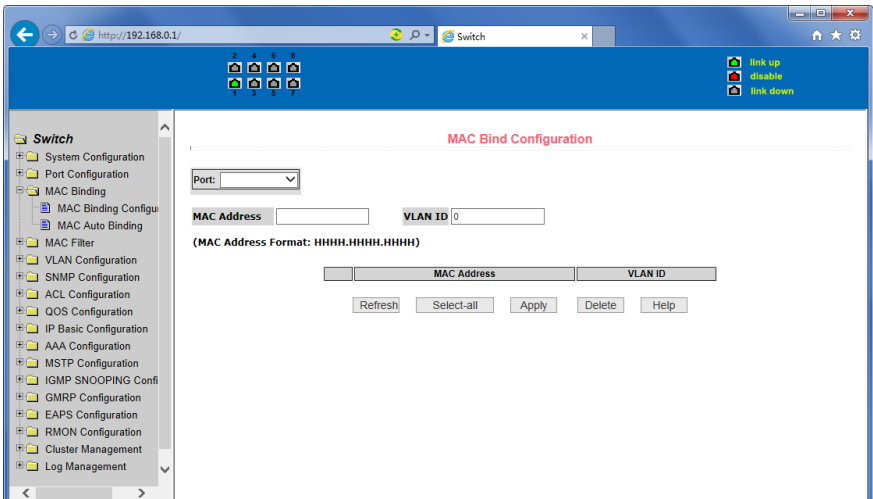 http://192.168.0.1/
Switch
2 4 6 8
1 3 5 7
link up
disable
link down
Switch
System Configuration
Port Configuration
MAC Binding
MAC Binding Configu
MAC Auto Binding
MAC Filter
VLAN Configuration
SNMP Configuration
ACL Configuration
QOS Configuration
IP Basic Configuration
AAA Configuration
MSTP Configuration
IGMP SNOOPING Confi
GMRP Configuration
EAPS Configuration
RMON Configuration
Cluster Management
Log Management
MAC Bind Configuration
Port:
MAC Address VLAN ID 0
(MAC Address Format: HHHH.HHHH.HHHH)
MAC Address VLAN ID
Refresh Select-all Apply Delete Help